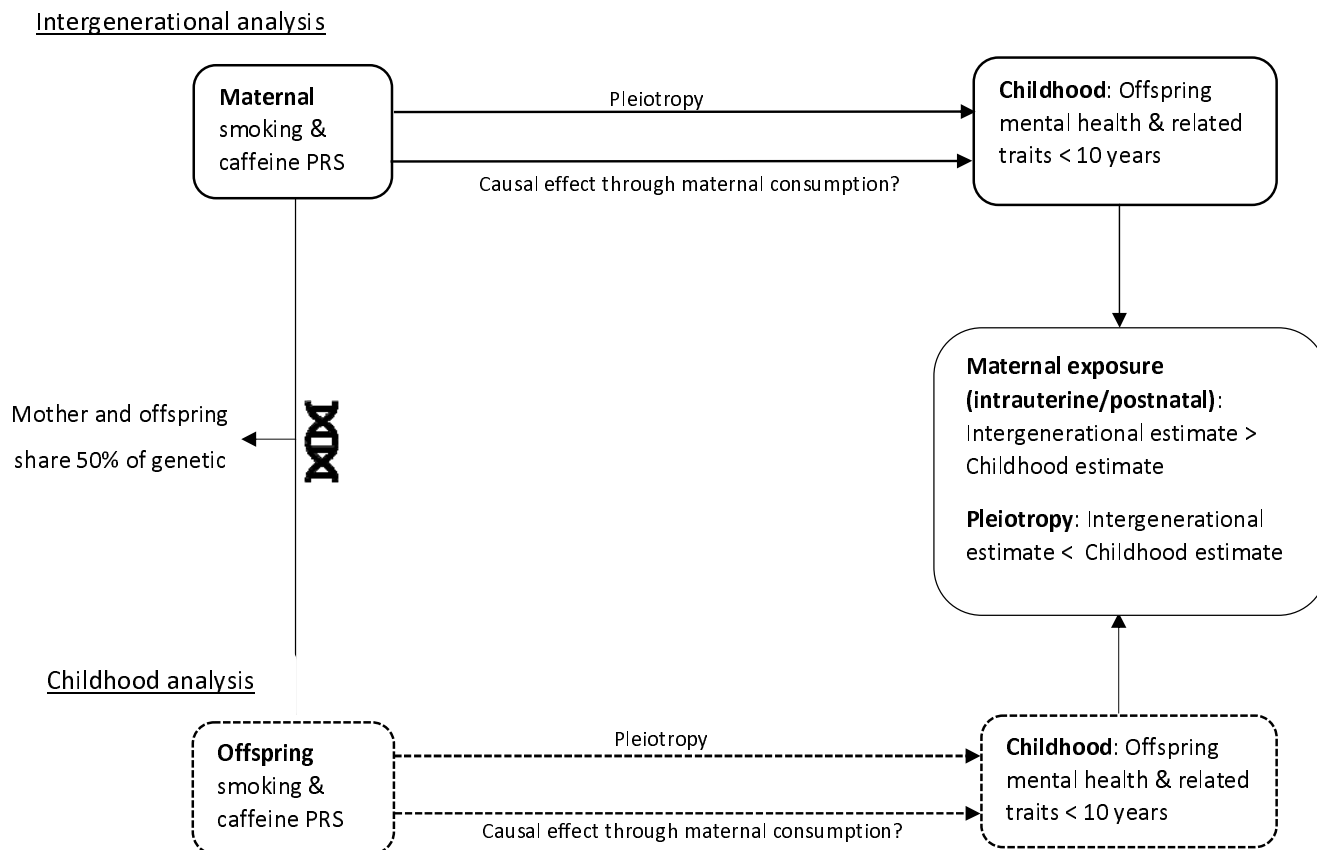 Intergenerational analysis
Maternal
smoking &
caffeine PRS
Pleiotropy
Causal effect through maternal consumption?
Childhood: Offspring
mental health & related
traits < 10 years
Mother and offspring
share 50% of genetic
Maternal exposure
(intrauterine/postnatal):
Intergenerational estimate >
Childhood estimate
Pleiotropy: Intergenerational
estimate < Childhood estimate
Childhood analysis
Offspring
smoking &
caffeine PRS
Pleiotropy
Causal effect through maternal consumption?
Childhood: Offspring
mental health & related
traits < 10 years